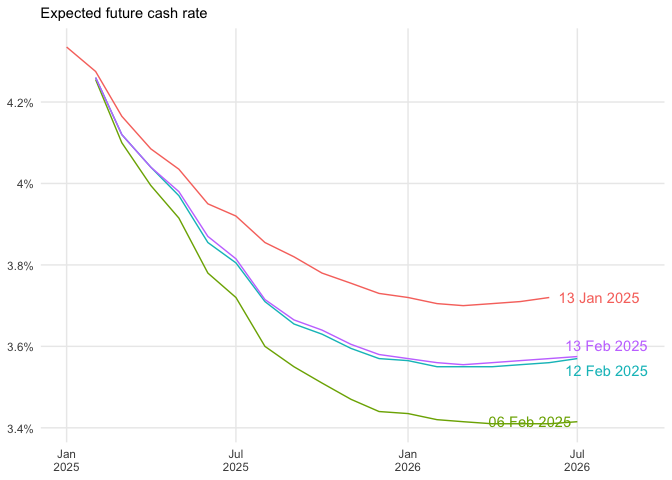 Expected future cash rate
4.2%
4%
3.8%
3.6%
3.4%
13 Jan 2025
13 Feb 2025
12 Feb 2025
06 Feb 2025
Jan
2025
Jul
2025
Jan
2026
Jul
2026